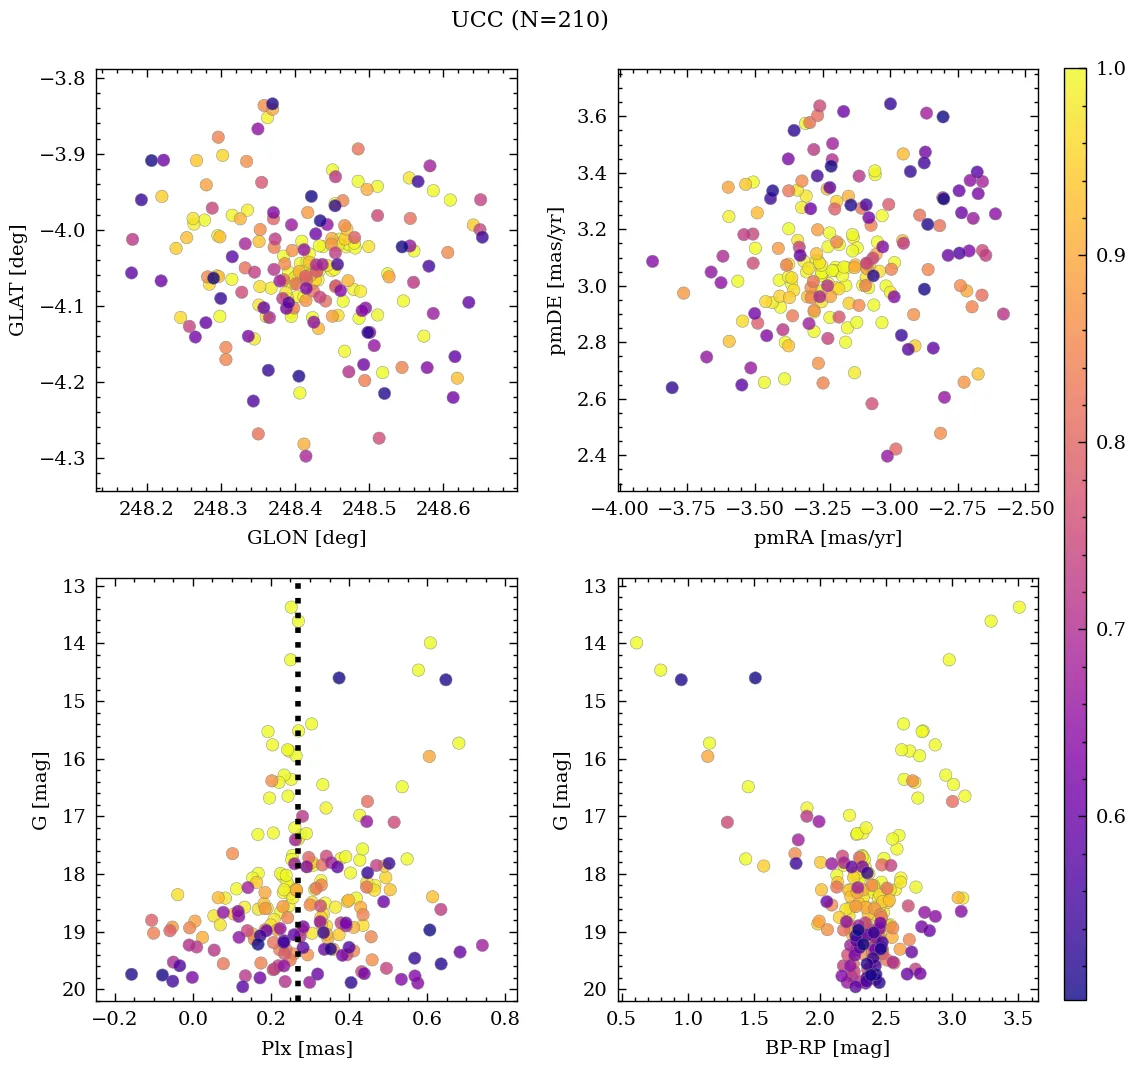 UCC (N=210)
−3.8
−3.9
−4.0
−4.1
−4.2
−4.3
GLAT [deg]
248.2 248.3 248.4 248.5 248.6
GLON [deg]
3.6
3.4
3.2
3.0
2.8
2.6
2.4
pmDE [mas/yr]
−4.00 −3.75 −3.50 −3.25 −3.00 −2.75 −2.50
pmRA [mas/yr]
13
14
15
16
17
18
19
20
G [mag]
−0.2 0.0 0.2 0.4 0.6 0.8
Plx [mas]
13
14
15
16
17
18
19
20
G [mag]
0.5 1.0 1.5 2.0 2.5 3.0 3.5
BP-RP [mag]
1.0
0.9
0.8
0.7
0.6